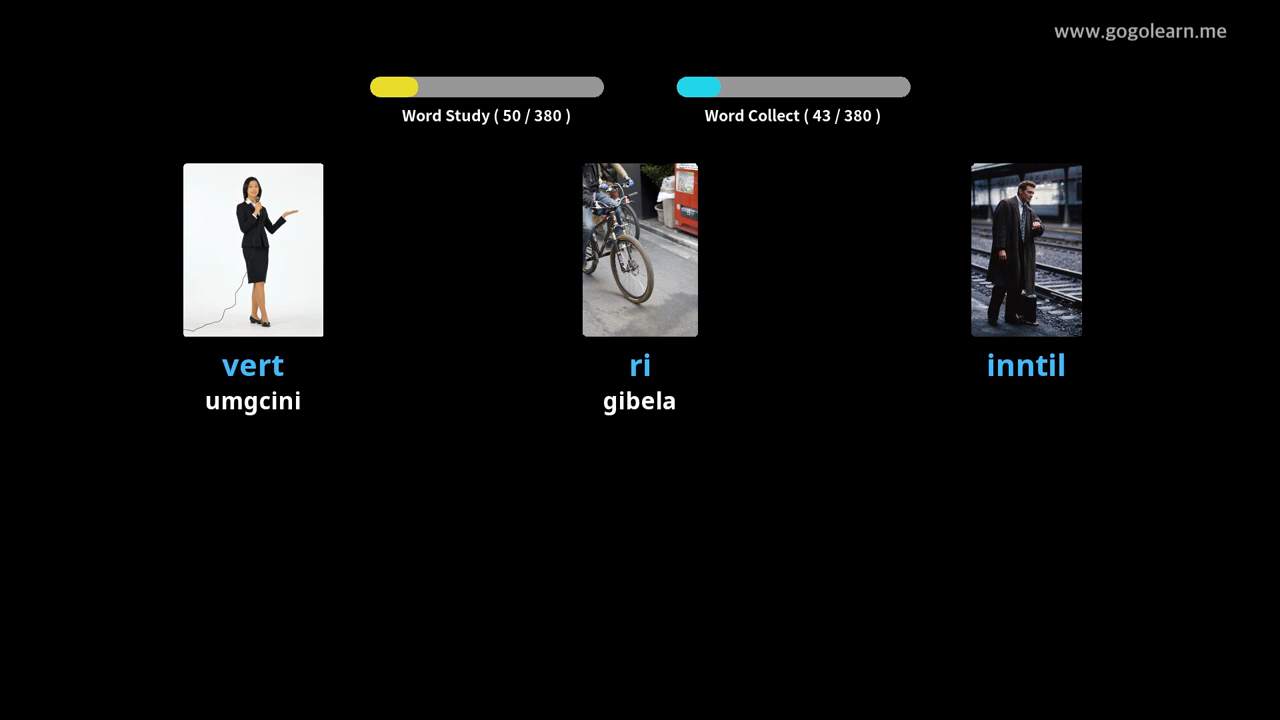 www.gogolearn.me
Word Study ( 50 / 380 )
Word Collect ( 43 / 380 )
vert
umgcini
ri
gibela
inntil